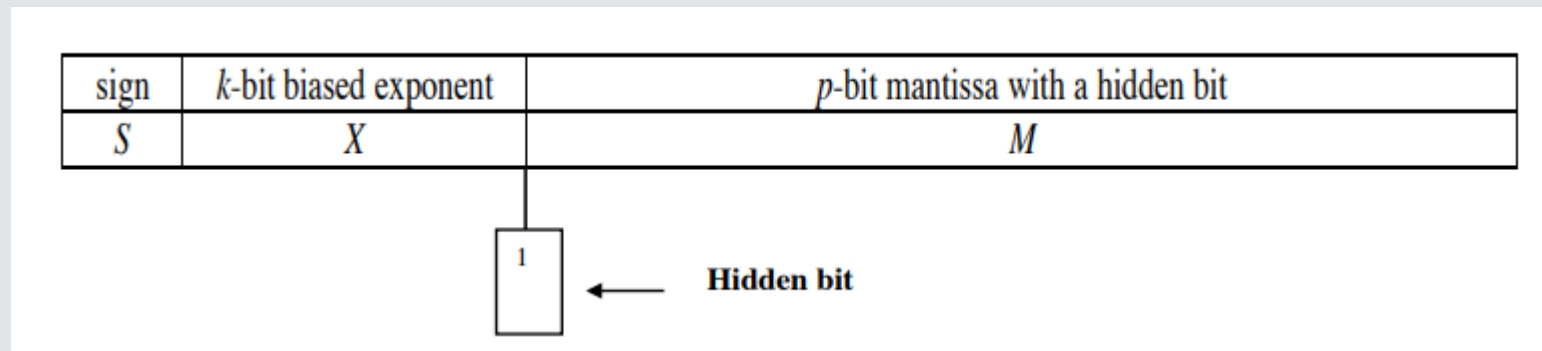 sign k-bit biased exponent p-bit mantissa with a hidden bit
S X M
1
Hidden bit